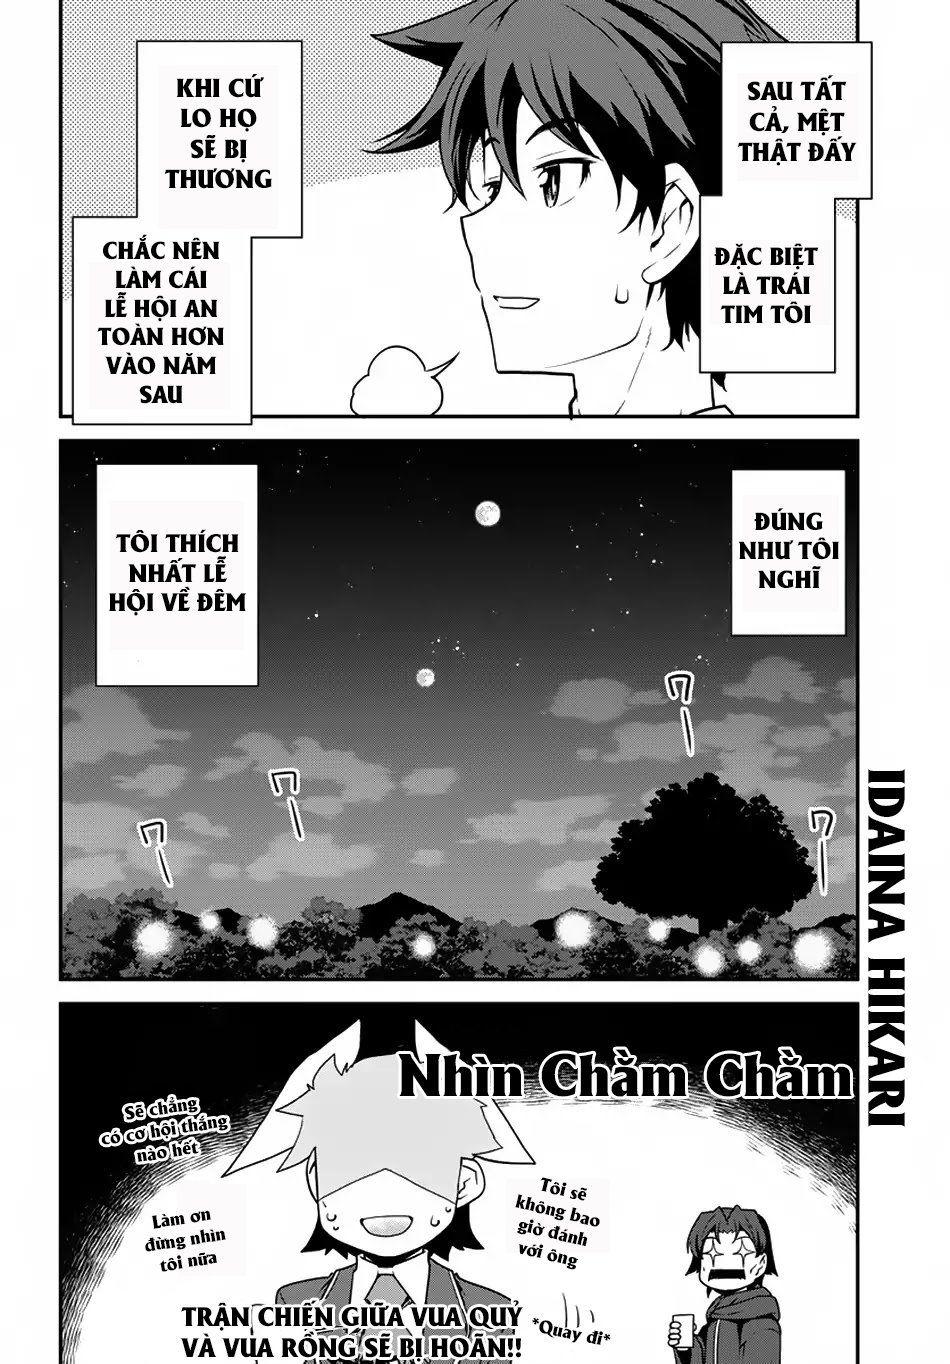 SAU TẤT
CẢ, MỆT
THẬT ĐẤY
ĐẶC BIỆT
LÀ TRÁI
TIM TÔI
KHI CỨ
LO HỌ
SẼ BỊ
THƯƠNG
CHẮC NÊN
LÀM CÁI
LỄ HỘI AN
TOÀN HƠN
VÀO NĂM
SAU
ĐÚNG
NHƯ TÔI
NGHĨ
TÔI THÍCH
NHẤT LỄ
HỘI VỀ ĐÊM
ワー
ワー
ワー
ワー
IDAINA HIKARI
Nhìn Chằm Chằm
Sẽ chẳng
có cơ hội thắng
nào hết
Tôi sẽ
không bao
giờ đánh
với ông
Làm ơn
đừng nhìn
tôi nữa
*Quay đi*
TRẬN CHIẾN GIỮA VUA QUỶ
VÀ VUA RỒNG SẼ BỊ HOÃN!!